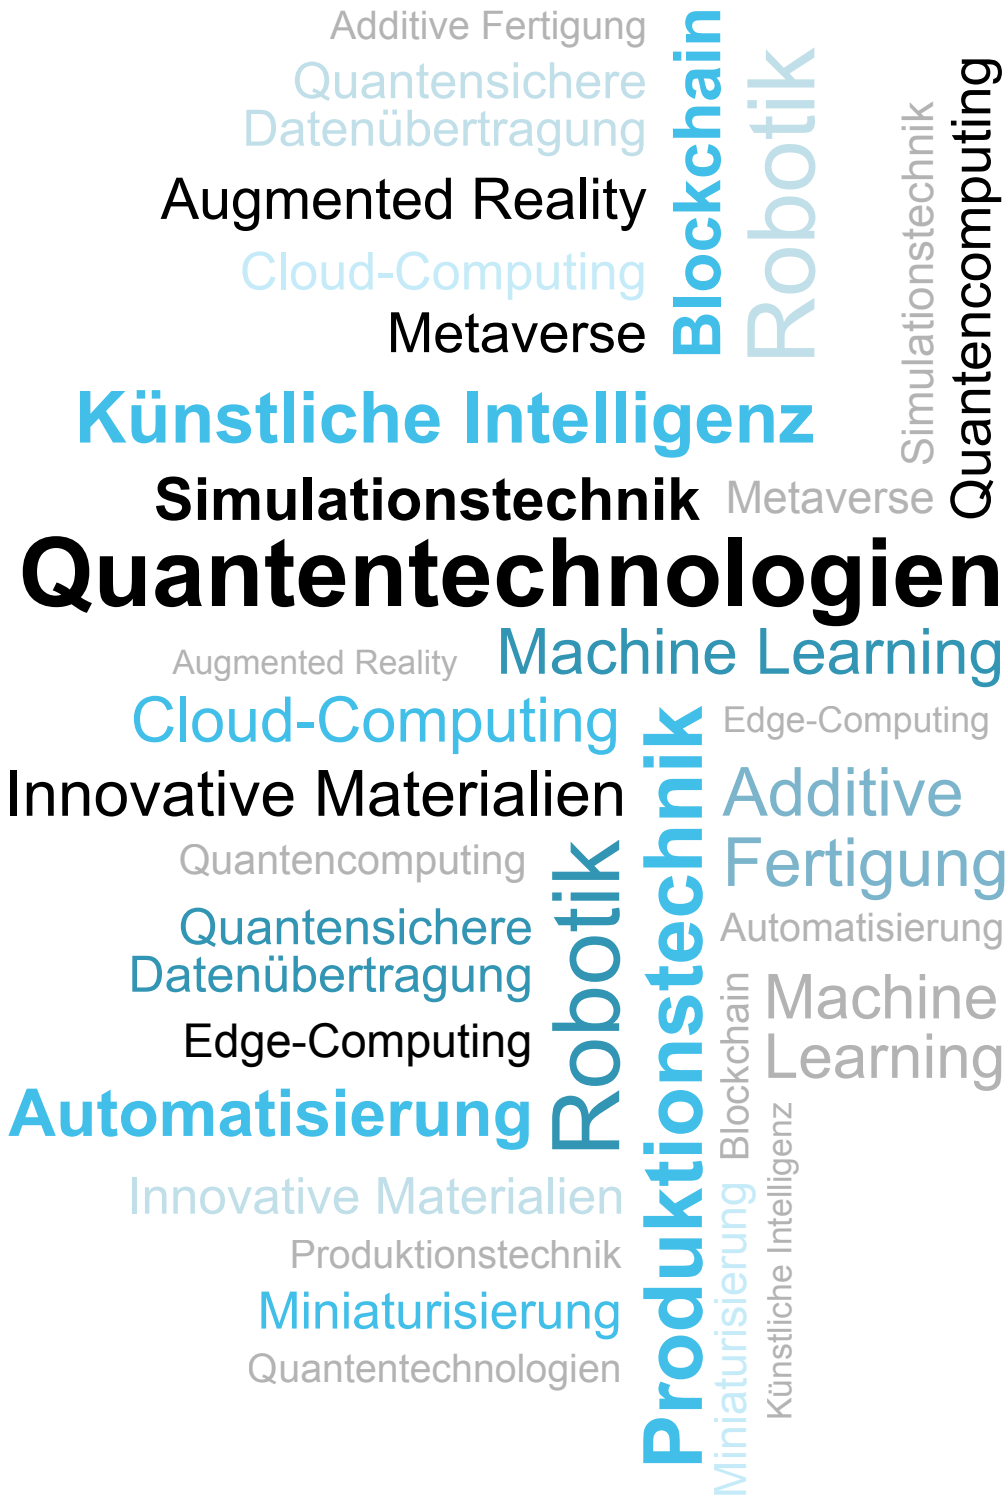 Additive Fertigung
Quantensichere
Datenübertragung
Augmented Reality
Cloud-Computing
Metaverse
Blockchain
Robotik
Simulationstechnik
Quantencomputing
Künstliche Intelligenz
Simulationstechnik
Metaverse
Quantentechnologien
Augmented Reality
Machine Learning
Cloud-Computing
Edge-Computing
Innovative Materialien
Additive
Fertigung
Quantencomputing
Quantensichere
Datenübertragung
Edge-Computing
Robotik
Produktionstechnik
Automatisierung
Machine
Learning
Blockchain
Automatisierung
Innovative Materialien
Produktionstechnik
Miniaturisierung
Quantentechnologien
Miniaturisierung
Künstliche Intelligenz